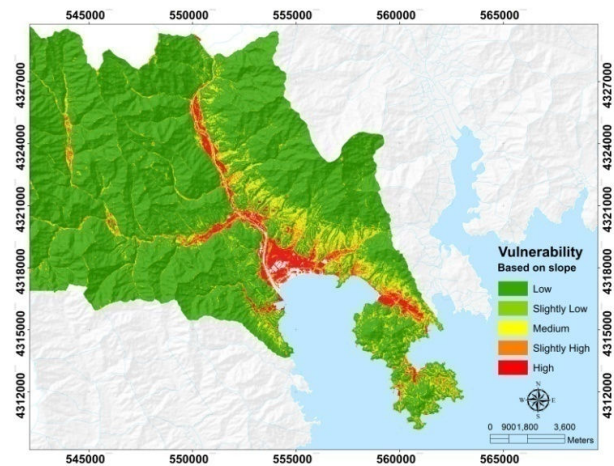 545000 550000 555000 560000 565000
4327000
4324000
4321000
4318000
4315000
4312000
4327000
4324000
4321000
4318000
4315000
4312000
Vulnerability
Based on slope
Low
Slightly Low
Medium
Slightly High
High
N
W E
S
0 900 1,800 3,600
Meters
545000 550000 555000 560000 565000